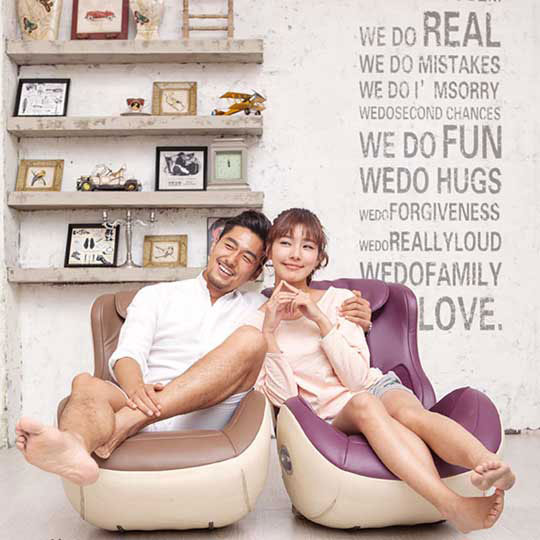 WE DO REAL
WE DO MISTAKES
WE DO I' MSORRY
WEDOSECOND CHANCES
WE DO FUN
WEDO HUGS
WEDOFORGIVENESS
WEDOREALLYLOUD
WEDOFAMILY
LOVE.